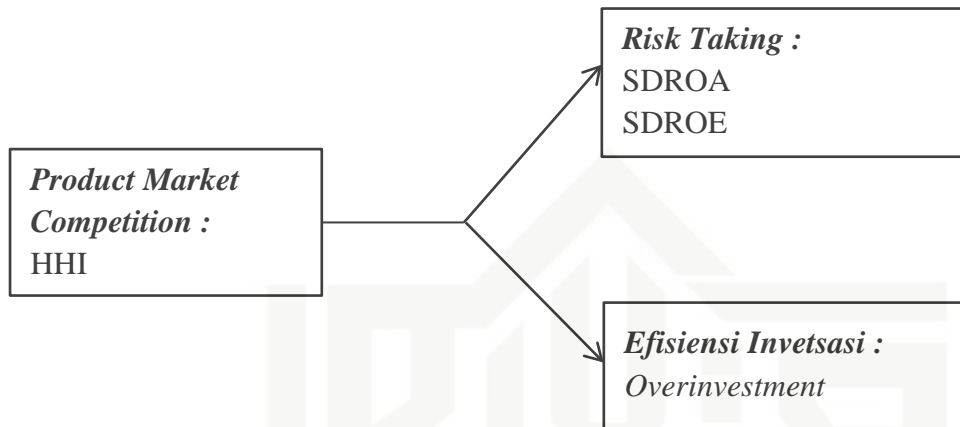 Risk Taking :
SDROA
SDROE
Product Market
Competition :
HHI
Efisiensi Invetsasi :
Overinvestment